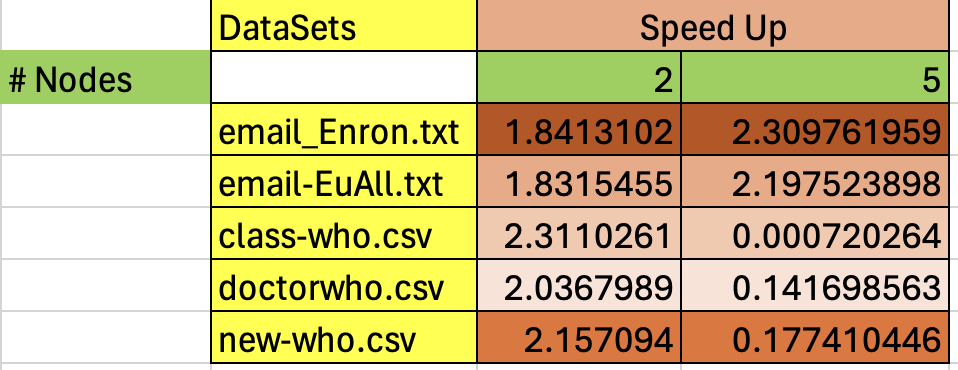 DataSets Speed Up
# Nodes 2 5
email_Enron.txt 1.8413102 2.309761959
email-EuAll.txt 1.8315455 2.197523898
class-who.csv 2.3110261 0.000720264
doctorwho.csv 2.0367989 0.141698563
new-who.csv 2.157094 0.177410446